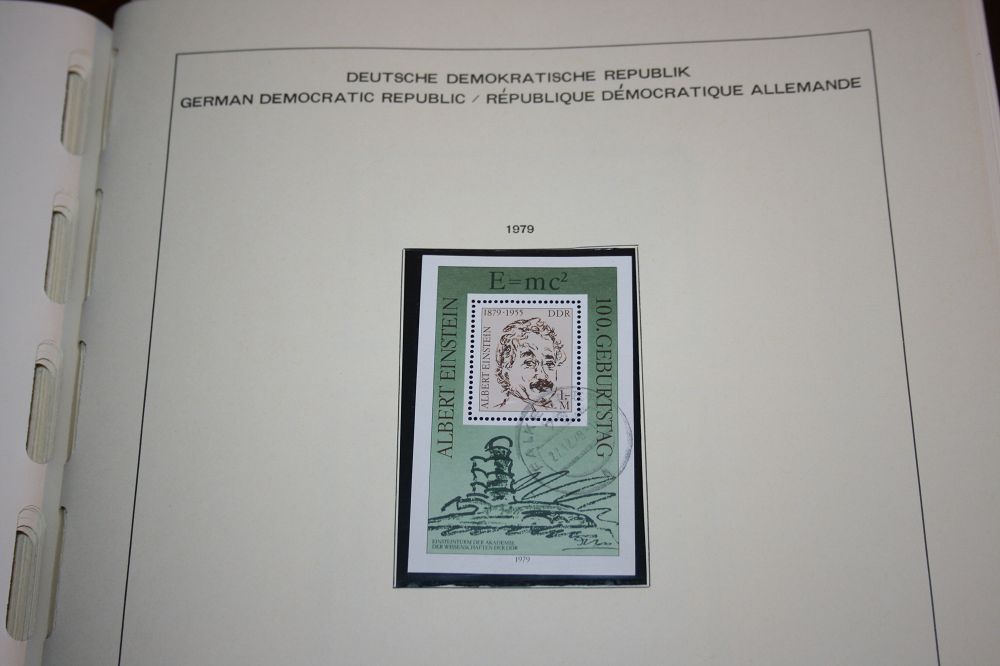 DEUTSCHE DEMOKRATISCHE REPUBLIK
GERMAN DEMOCRATIC REPUBLIC / RÉPUBLIQUE DÉMOCRATIQUE ALLEMANDE
1979
E=mc²
ALBERT EINSTEIN
1879-1955 DDR
ALBERT EINSTEIN
1,-
M
100. GEBURTSTAG
EINSTEINTURM DER AKADEMIE
DER WISSENSCHAFTEN DER DDR
1979